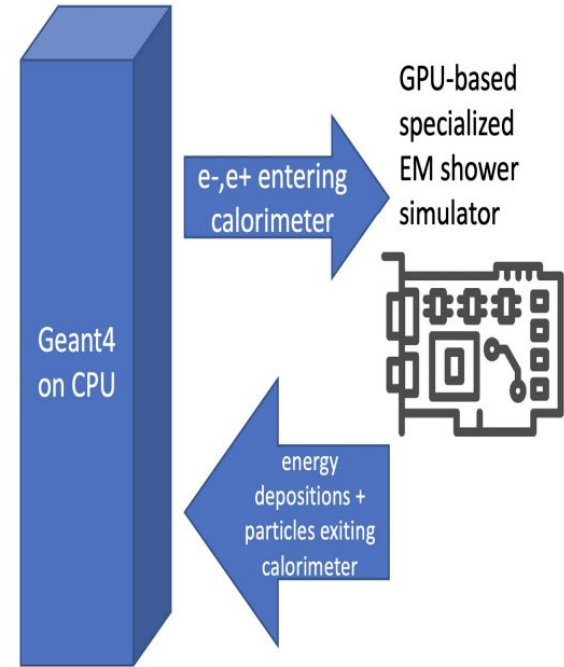 GPU-based
specialized
EM shower
simulator
e-,e+ entering
calorimeter
Geant4
on CPU
energy
depositions +
particles exiting
calorimeter